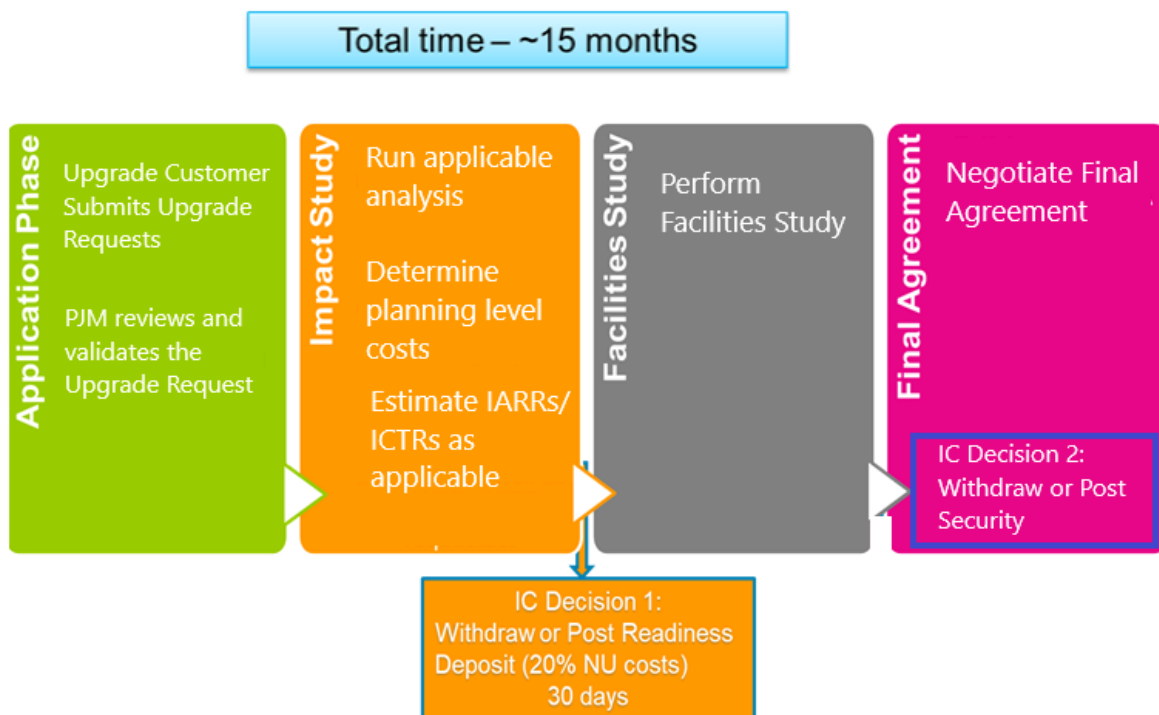 Total time – ~15 months
Application Phase
Upgrade Customer
Submits Upgrade
Requests
PJM reviews and
validates the
Upgrade Request
Impact Study
Run applicable
analysis
Determine
planning level
costs
Estimate IARRs/
ICTRs as
applicable
Facilities Study
Perform
Facilities Study
Final Agreement
Negotiate Final
Agreement
IC Decision 2:
Withdraw or Post
Security
IC Decision 1:
Withdraw or Post Readiness
Deposit (20% NU costs)
30 days